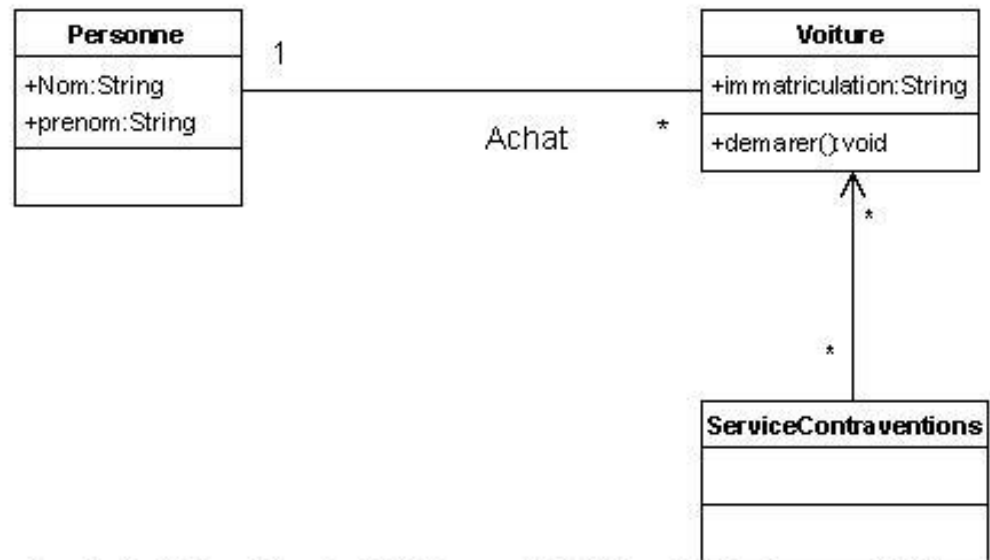 Personne
+Nom:String
+prenom:String
1
Achat
*
Voiture
+immatriculation:String
+demarer():void
*
*
ServiceContraventions